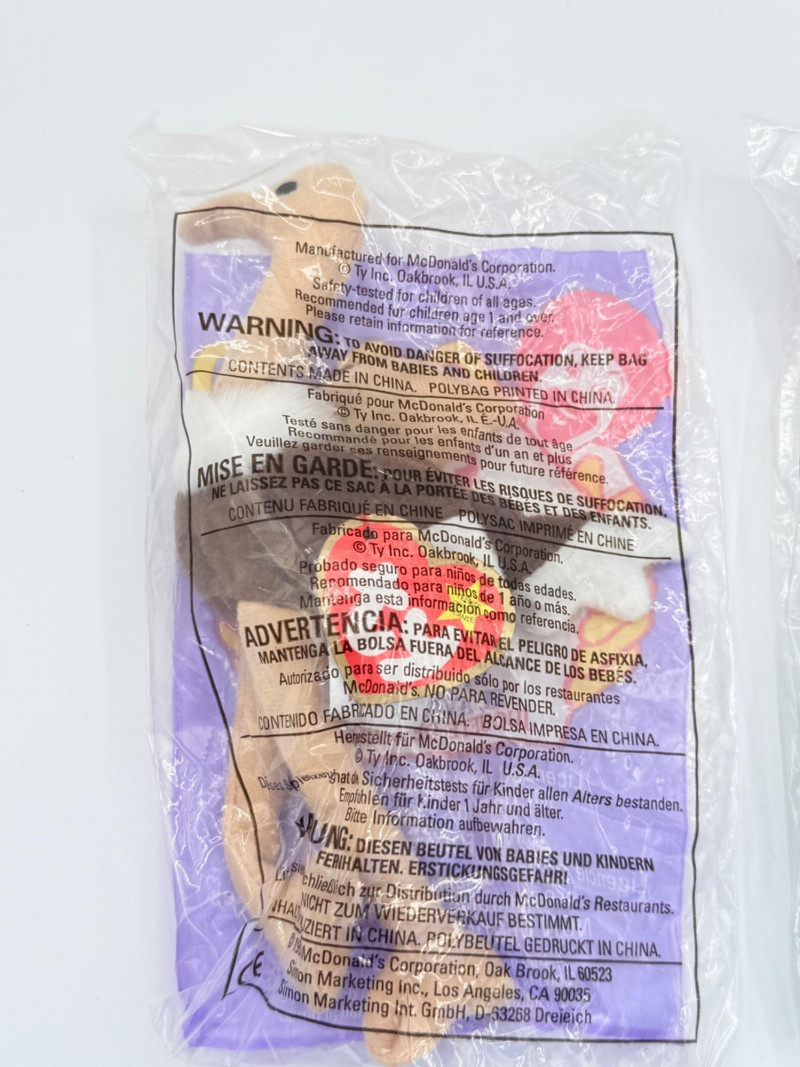 Manufactured for McDonald's Corporation.
© Ty Inc. Oakbrook, IL U.S.A.
Safety-tested for children of all ages.
Recommended for children age 1 and over.
Please retain information for reference.
WARNING: TO AVOID DANGER OF SUFFOCATION, KEEP BAG
AWAY FROM BABIES AND CHILDREN.
CONTENTS MADE IN CHINA. POLYBAG PRINTED IN CHINA.
Fabriqué pour McDonald's Corporation
© Ty Inc. Oakbrook, IL É.-U.A.
Testé sans danger pour les enfants de tout âge
Recommandé pour les enfants d'un an et plus
Veuillez garder ces renseignements pour future référence.
MISE EN GARDE: POUR ÉVITER LES RISQUES DE SUFFOCATION,
NE LAISSEZ PAS CE SAC À LA PORTÉE DES BÉBÉS ET DES ENFANTS.
CONTENU FABRIQUÉ EN CHINE POLYSAC IMPRIMÉ EN CHINE
Fabricado para McDonald's Corporation.
© Ty Inc. Oakbrook, IL U.S.A.
Probado seguro para niños de todas edades.
Recomendado para niños de 1 año o más.
Mantenga esta información como referencia.
ADVERTENCIA: PARA EVITAR EL PELIGRO DE ASFIXIA,
MANTENGA LA BOLSA FUERA DEL ALCANCE DE LOS BEBÉS.
Autorizado para ser distribuido sólo por los restaurantes
McDonald's. NO PARA REVENDER.
CONTENIDO FABRICADO EN CHINA. BOLSA IMPRESA EN CHINA.
Hergestellt für McDonald's Corporation.
© Ty Inc. Oakbrook, IL U.S.A.
Dieses Spielzeug hat die Sicherheitstests für Kinder allen Alters bestanden.
Empfohlen für Kinder 1 Jahr und älter.
Bitte Information aufbewahren.
DIESEN BEUTEL VON BABIES UND KINDERN
FERNHALTEN. ERSTICKUNGSGEFAHR!
zur Distribution durch McDonald's Restaurants.
NICHT ZUM WIEDERVERKAUF BESTIMMT.
IN CHINA. POLYBEUTEL GEDRUCKT IN CHINA.
McDonald's Corporation, Oak Brook, IL 60523
Simon Marketing Inc., Los Angeles, CA 90035
Simon Marketing Int. GmbH, D-63268 Dreieich
CE